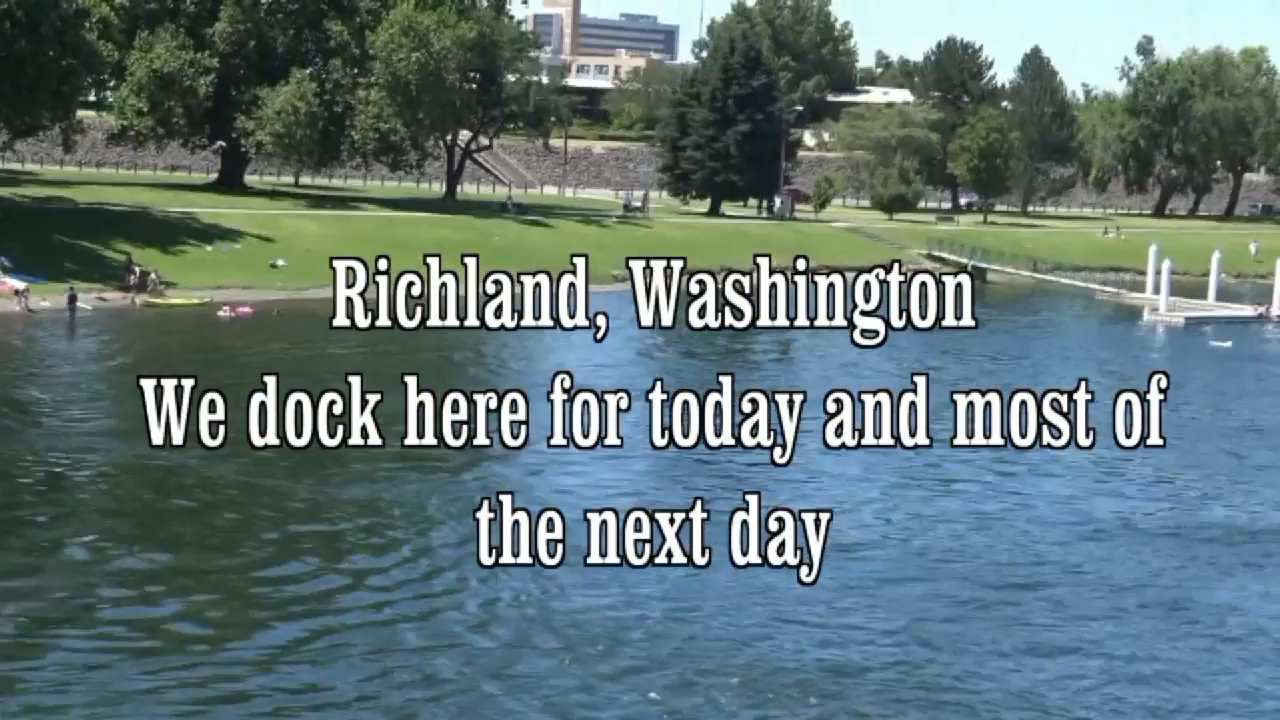 Richland, Washington
We dock here for today and most of
the next day